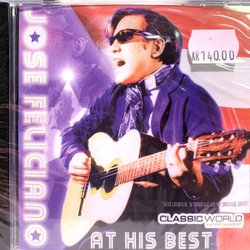 JOSE FELICIANO
KR 140.00
CLASSIC WORLD
AT HIS BEST